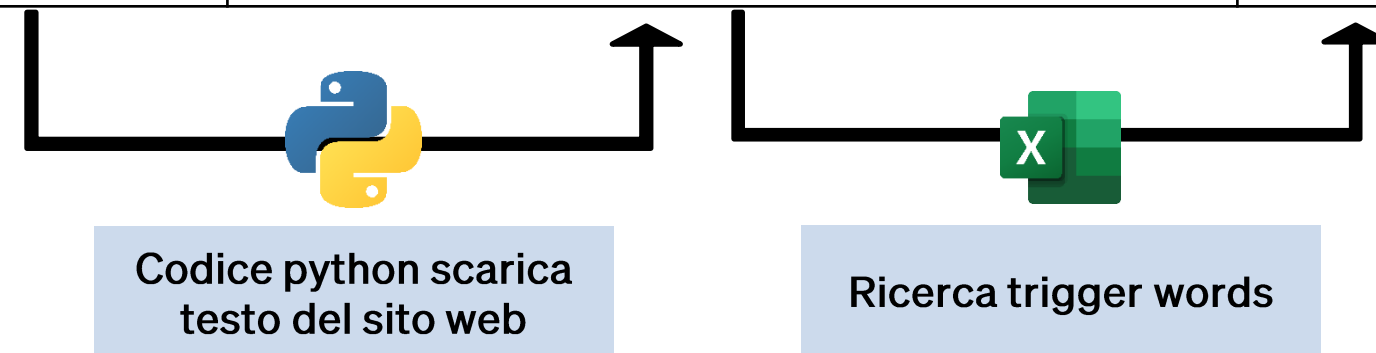 Codice python scarica
testo del sito web
X
Ricerca trigger words